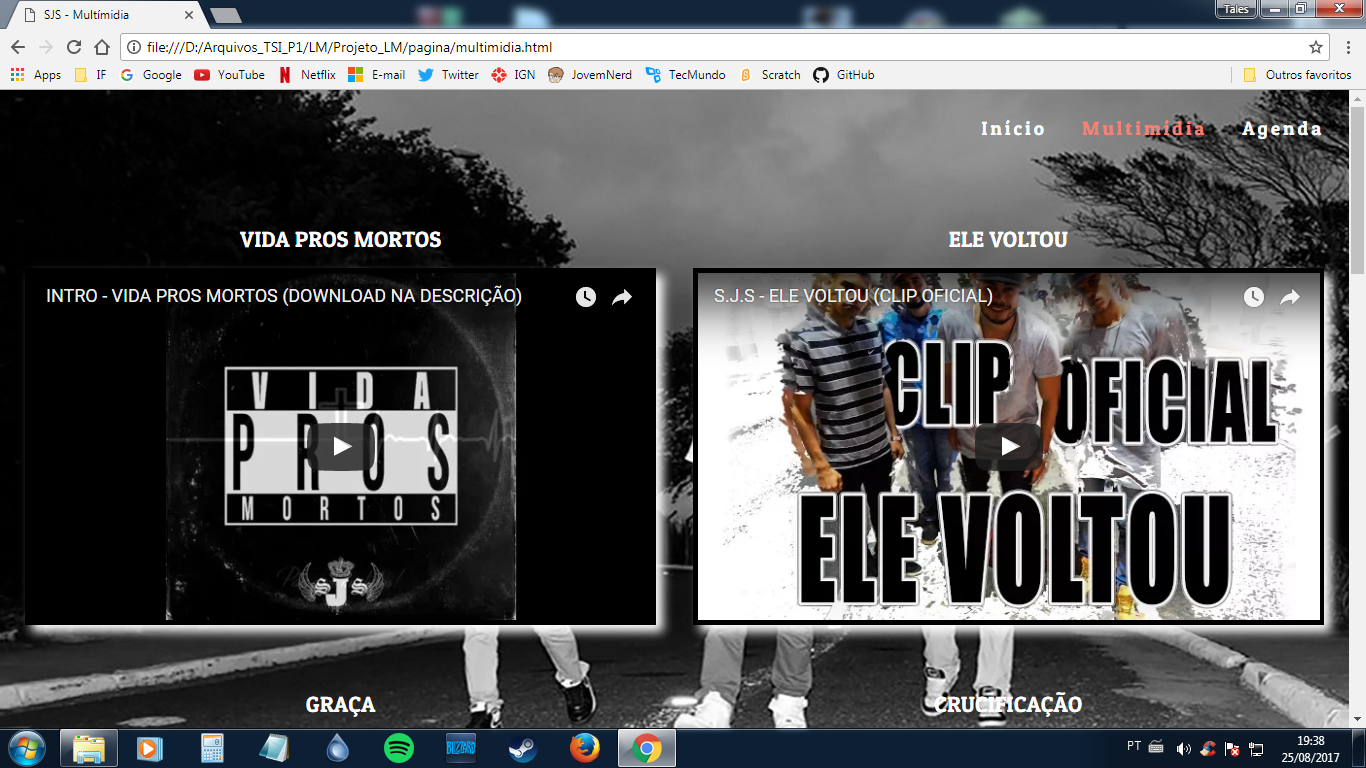 SJS - Multímidia
Tales
file:///D:/Arquivos_TSI_P1/LM/Projeto_LM/pagina/multimidia.html
Apps IF Google YouTube Netflix E-mail Twitter IGN JovemNerd TecMundo Scratch GitHub Outros favoritos
Início Multimídia Agenda
VIDA PROS MORTOS
ELE VOLTOU
INTRO - VIDA PROS MORTOS (DOWNLOAD NA DESCRIÇÃO)
VIDA
PROS
MORTOS
SJS
S.J.S - ELE VOLTOU (CLIP OFICIAL)
CLIP OFICIAL
ELE VOLTOU
GRAÇA
CRUCIFICAÇÃO
BLIZZARD
PT
19:38
25/08/2017